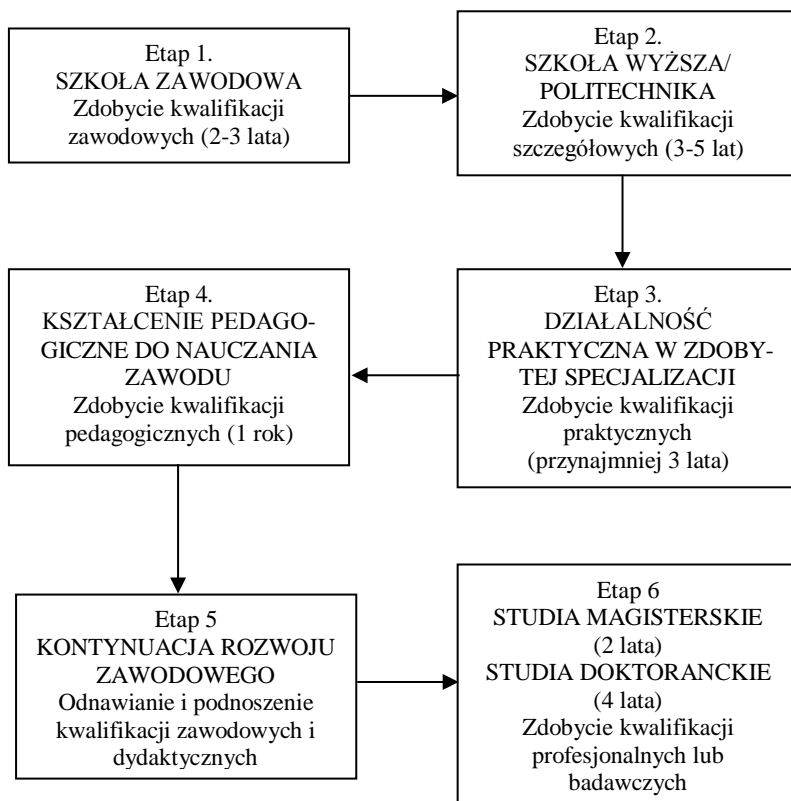 Etap 1.
SZKOŁA ZAWODOWA
Zdobycie kwalifikacji
zawodowych (2-3 lata)
Etap 2.
SZKOŁA WYŻSZA/
POLITECHNIKA
Zdobycie kwalifikacji
szczegółowych (3-5 lat)
Etap 3.
DZIAŁALNOŚĆ
PRAKTYCZNA W ZDOBY-
TEJ SPECJALIZACJI
Zdobycie kwalifikacji
praktycznych
(przynajmniej 3 lata)
Etap 4.
KSZTAŁCENIE PEDAGO-
GICZNE DO NAUCZANIA
ZAWODU
Zdobycie kwalifikacji
pedagogicznych (1 rok)
Etap 5
KONTYNUACJA ROZWOJU
ZAWODOWEGO
Odnawianie i podnoszenie
kwalifikacji zawodowych i
dydaktycznych
Etap 6
STUDIA MAGISTERSKIE
(2 lata)
STUDIA DOKTORANCKIE
(4 lata)
Zdobycie kwalifikacji
profesjonalnych lub
badawczych